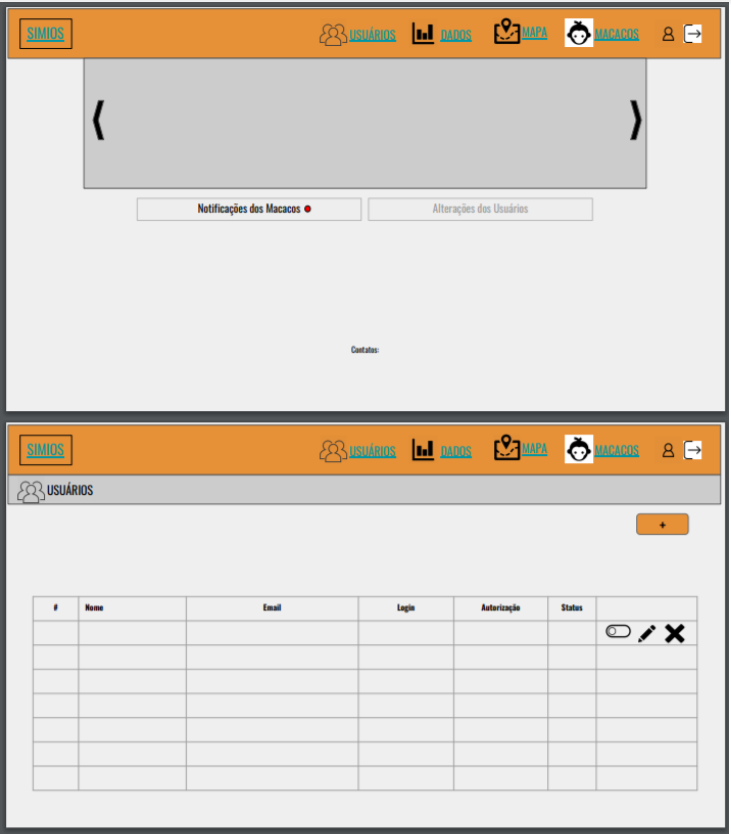 SIMIOS USUÁRIOS DADOS MAPA MACACOS
Notificações dos Macacos Alterações dos Usuários
Contatos:
SIMIOS USUÁRIOS DADOS MAPA MACACOS
USUÁRIOS
+
# Nome Email Login Autorização Status